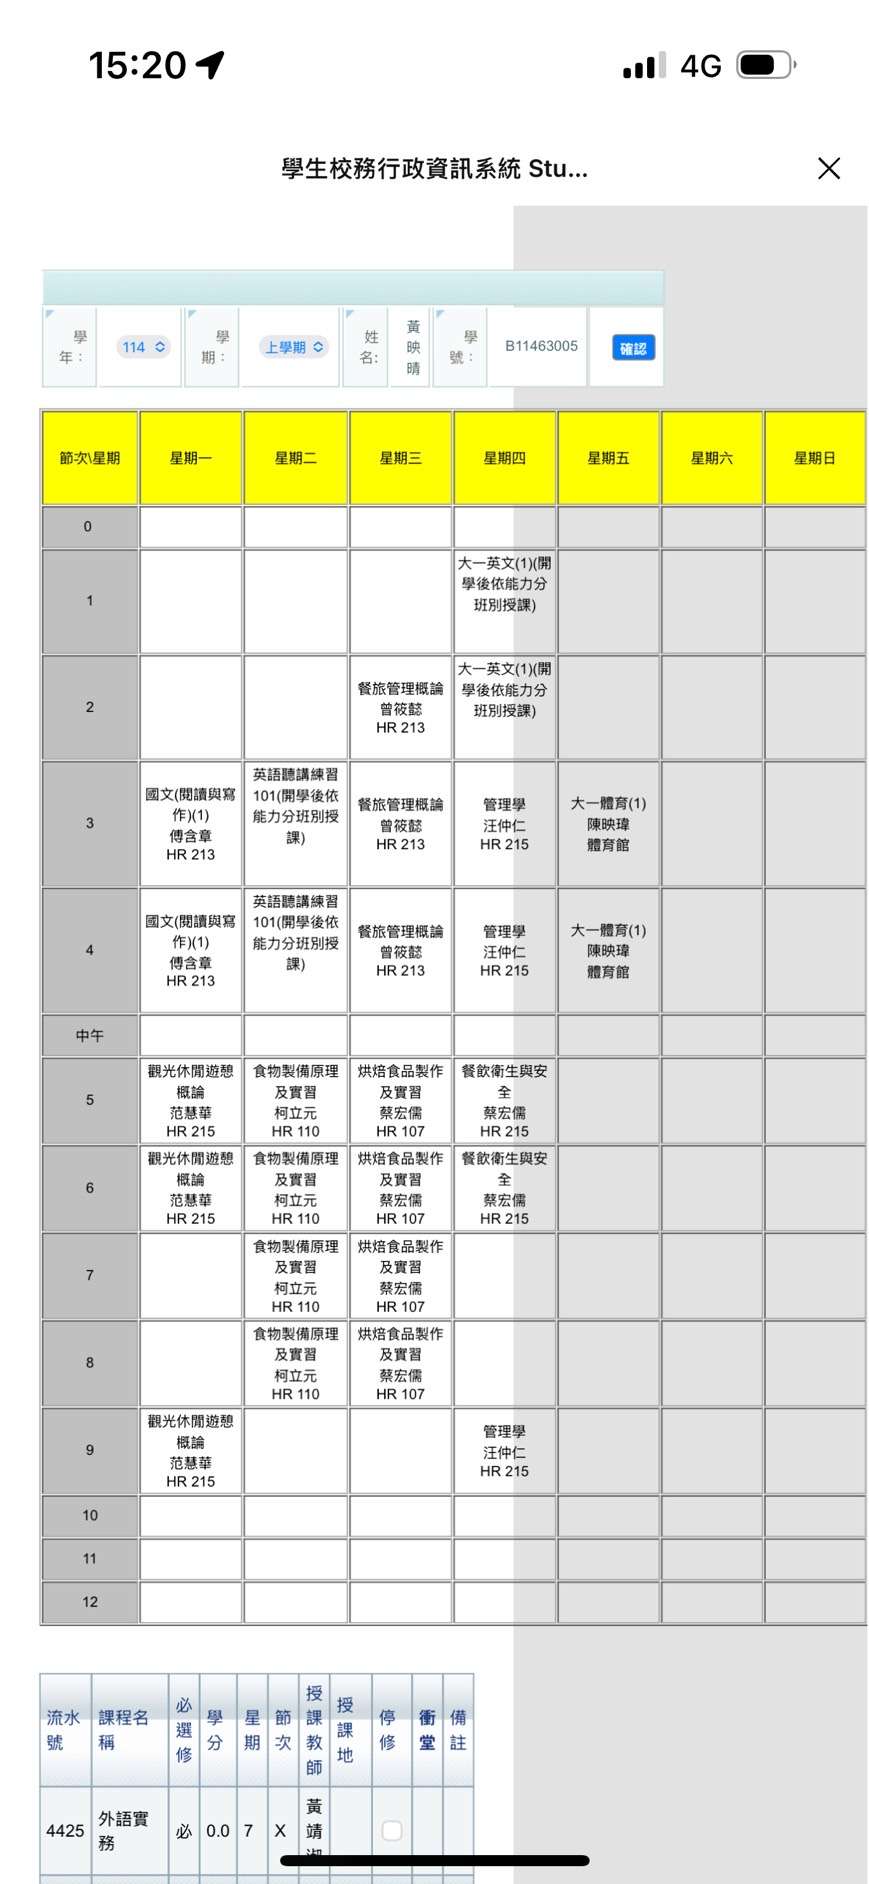 15:20
4G
學生校務行政資訊系統 Stu...
學年：
114
學期：
上學期
姓名:
黃映晴
學號：
B11463005
確認
節次\星期 星期一 星期二 星期三 星期四 星期五 星期六 星期日
0
1
大一英文(1)(開
學後依能力分
班別授課)
2
餐旅管理概論
曾筱懿
HR 213
大一英文(1)(開
學後依能力分
班別授課)
3
國文(閱讀與寫
作)(1)
傅含章
HR 213
英語聽講練習
101(開學後依
能力分班別授
課)
餐旅管理概論
曾筱懿
HR 213
管理學
汪仲仁
HR 215
大一體育(1)
陳映瑋
體育館
4
國文(閱讀與寫
作)(1)
傅含章
HR 213
英語聽講練習
101(開學後依
能力分班別授
課)
餐旅管理概論
曾筱懿
HR 213
管理學
汪仲仁
HR 215
大一體育(1)
陳映瑋
體育館
中午
5
觀光休閒遊憩
概論
范慧華
HR 215
食物製備原理
及實習
柯立元
HR 110
烘焙食品製作
及實習
蔡宏儒
HR 107
餐飲衛生與安
全
蔡宏儒
HR 215
6
觀光休閒遊憩
概論
范慧華
HR 215
食物製備原理
及實習
柯立元
HR 110
烘焙食品製作
及實習
蔡宏儒
HR 107
餐飲衛生與安
全
蔡宏儒
HR 215
7
食物製備原理
及實習
柯立元
HR 110
烘焙食品製作
及實習
蔡宏儒
HR 107
8
食物製備原理
及實習
柯立元
HR 110
烘焙食品製作
及實習
蔡宏儒
HR 107
9
觀光休閒遊憩
概論
范慧華
HR 215
管理學
汪仲仁
HR 215
10
11
12
流水號 課程名稱 必選修 學分 星期 節次 授課教師 授課地 停修 衝堂 備註
4425 外語實務 必 0.0 7 X 黃靖